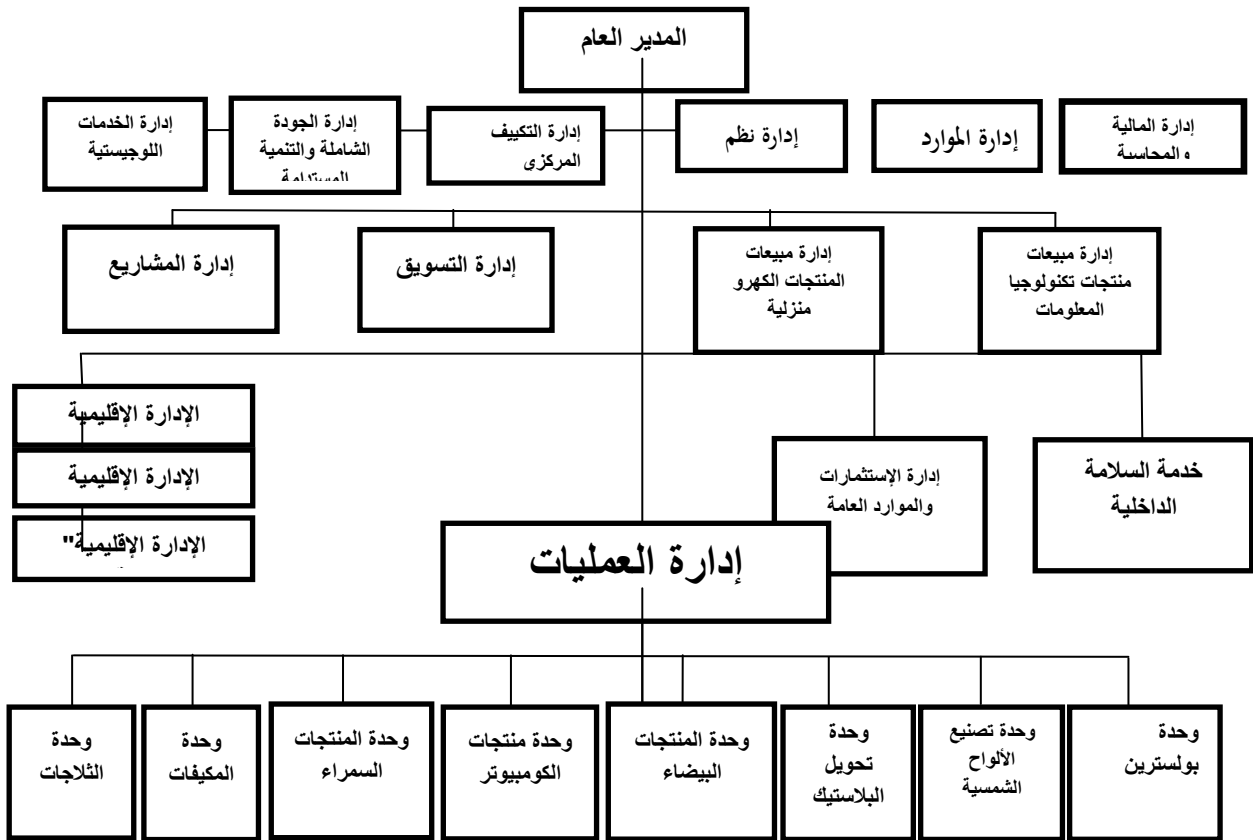 المدير العام
إدارة المالية
والمحاسبة
إدارة الموارد
إدارة نظم
إدارة التكييف
المركزى
إدارة الجودة
الشاملة والتنمية
المستدامة
إدارة الخدمات
اللوجيستية
إدارة مبيعات
منتجات تكنولوجيا
المعلومات
إدارة مبيعات
المنتجات الكهرو
منزلية
إدارة التسويق
إدارة المشاريع
خدمة السلامة
الداخلية
إدارة الإستثمارات
والموارد العامة
الإدارة الإقليمية
الإدارة الإقليمية
الإدارة الإقليمية"
إدارة العمليات
وحدة
بولسترين
وحدة تصنيع
الألواح
الشمسية
وحدة
تحويل
البلاستيك
وحدة المنتجات
البيضاء
وحدة منتجات
الكومبيوتر
وحدة المنتجات
السمراء
وحدة
المكيفات
وحدة
الثلاجات